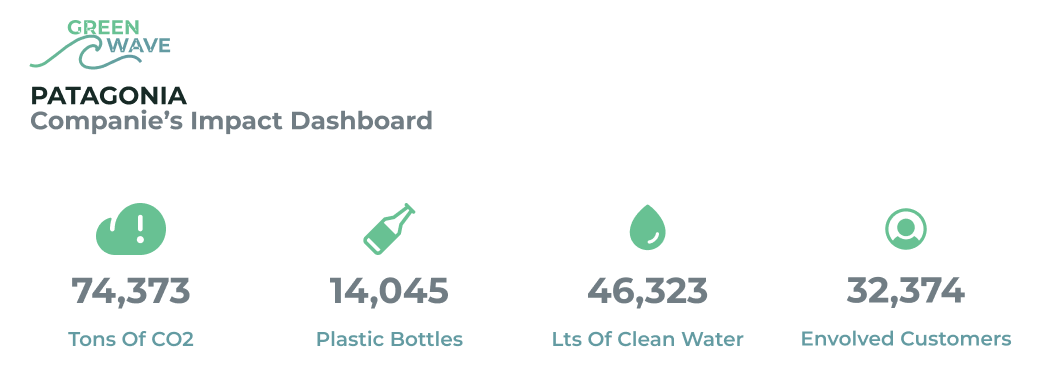 GREEN
WAVE
PATAGONIA
Companie's Impact Dashboard
74,373
14,045
46,323
32,374
Tons Of CO2
Plastic Bottles
Lts Of Clean Water
Envolved Customers